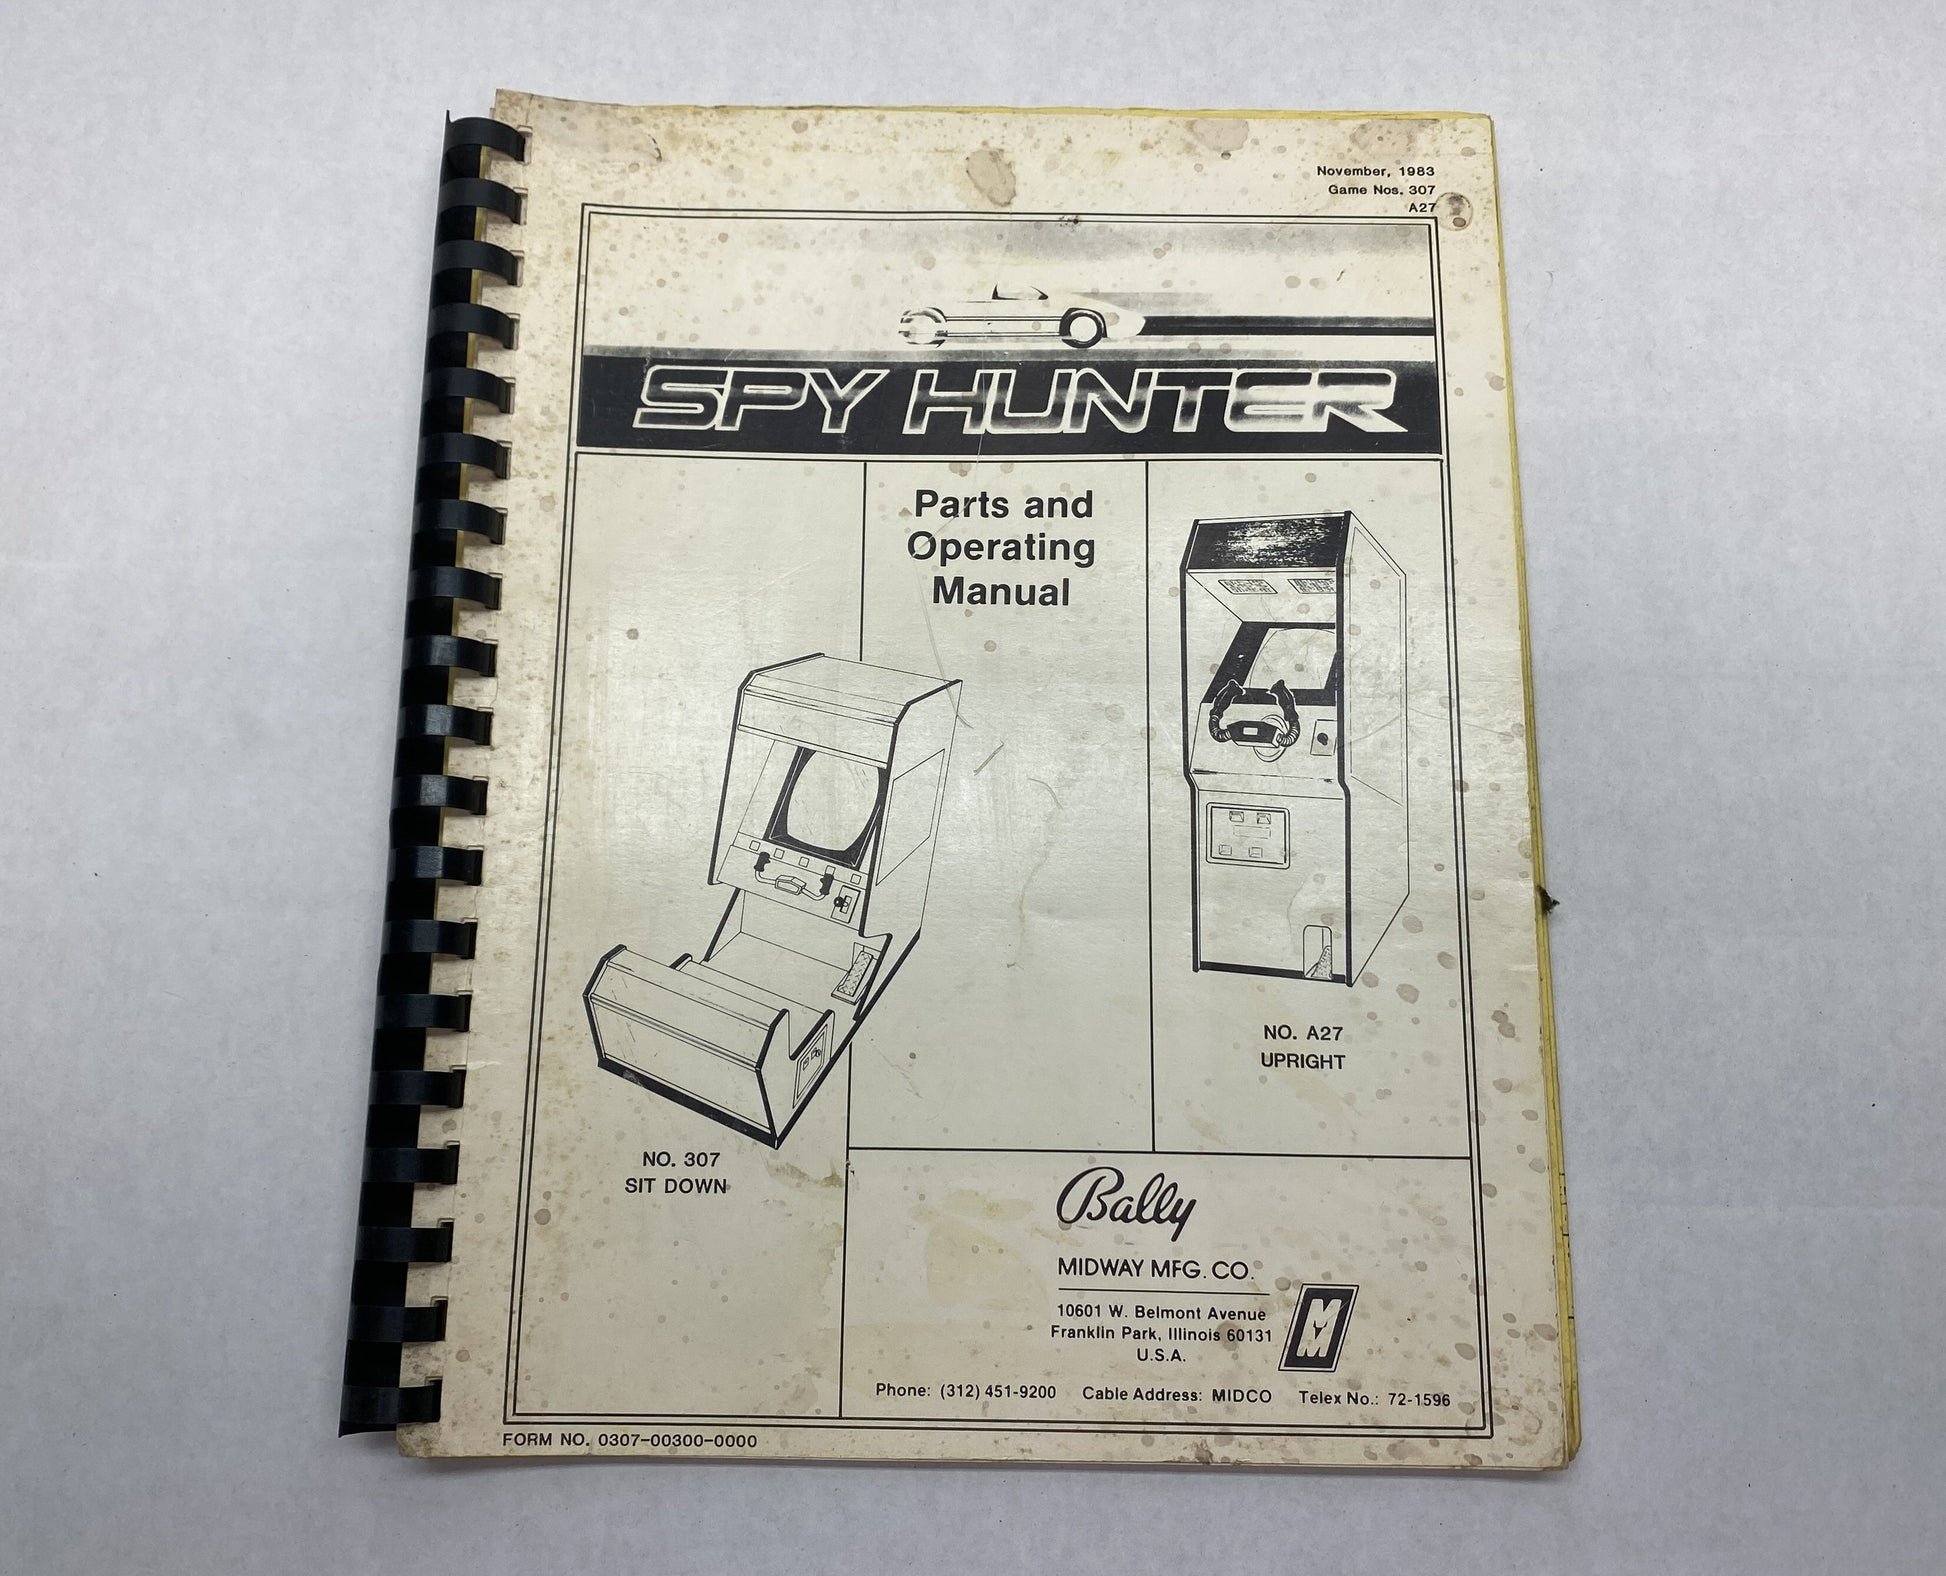 November, 1983
Game Nos. 307
A27
SPY HUNTER
Parts and
Operating
Manual
NO. 307
SIT DOWN
NO. A27
UPRIGHT
Bally
MIDWAY MFG. CO.
10601 W. Belmont Avenue
Franklin Park, Illinois 60131
U.S.A.
Phone: (312) 451-9200 Cable Address: MIDCO Telex No.: 72-1596
FORM NO. 0307-00300-0000